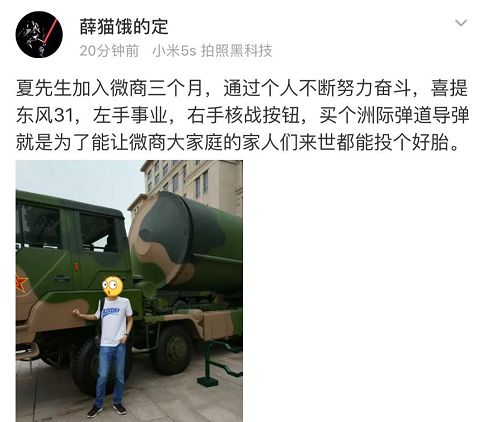 薛猫饿的定
20分钟前 小米5s 拍照黑科技
夏先生加入微商三个月，通过个人不断努力奋斗，喜提
东风31，左手事业，右手核战按钮，买个洲际弹道导弹
就是为了能让微商大家庭的家人们来世都能投个好胎。